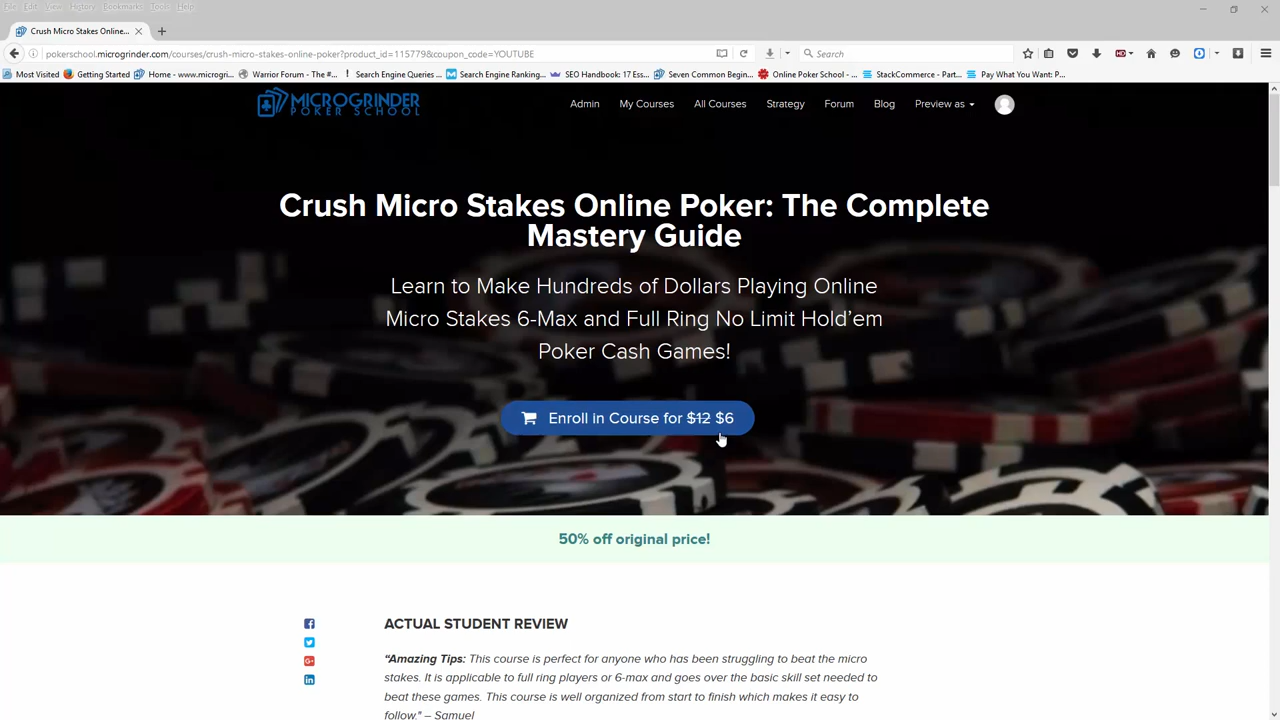 File Edit View History Bookmarks Tools Help
Crush Micro Stakes Online...
pokerschool.microgrinder.com/courses/crush-micro-stakes-online-poker?product_id=115779&coupon_code=YOUTUBE
Search
Most Visited Getting Started Home - www.microgri... Warrior Forum - The #... Search Engine Queries ... Search Engine Ranking... SEO Handbook: 17 Ess... Seven Common Begin... Online Poker School - ... StackCommerce - Part... Pay What You Want: P...
MICROGRINDER
POKER SCHOOL
Admin My Courses All Courses Strategy Forum Blog Preview as
Crush Micro Stakes Online Poker: The Complete
Mastery Guide
Learn to Make Hundreds of Dollars Playing Online
Micro Stakes 6-Max and Full Ring No Limit Hold’em
Poker Cash Games!
Enroll in Course for $12 $6
50% off original price!
ACTUAL STUDENT REVIEW
“Amazing Tips: This course is perfect for anyone who has been struggling to beat the micro
stakes. It is applicable to full ring players or 6-max and goes over the basic skill set needed to
beat these games. This course is well organized from start to finish which makes it easy to
follow.” – Samuel